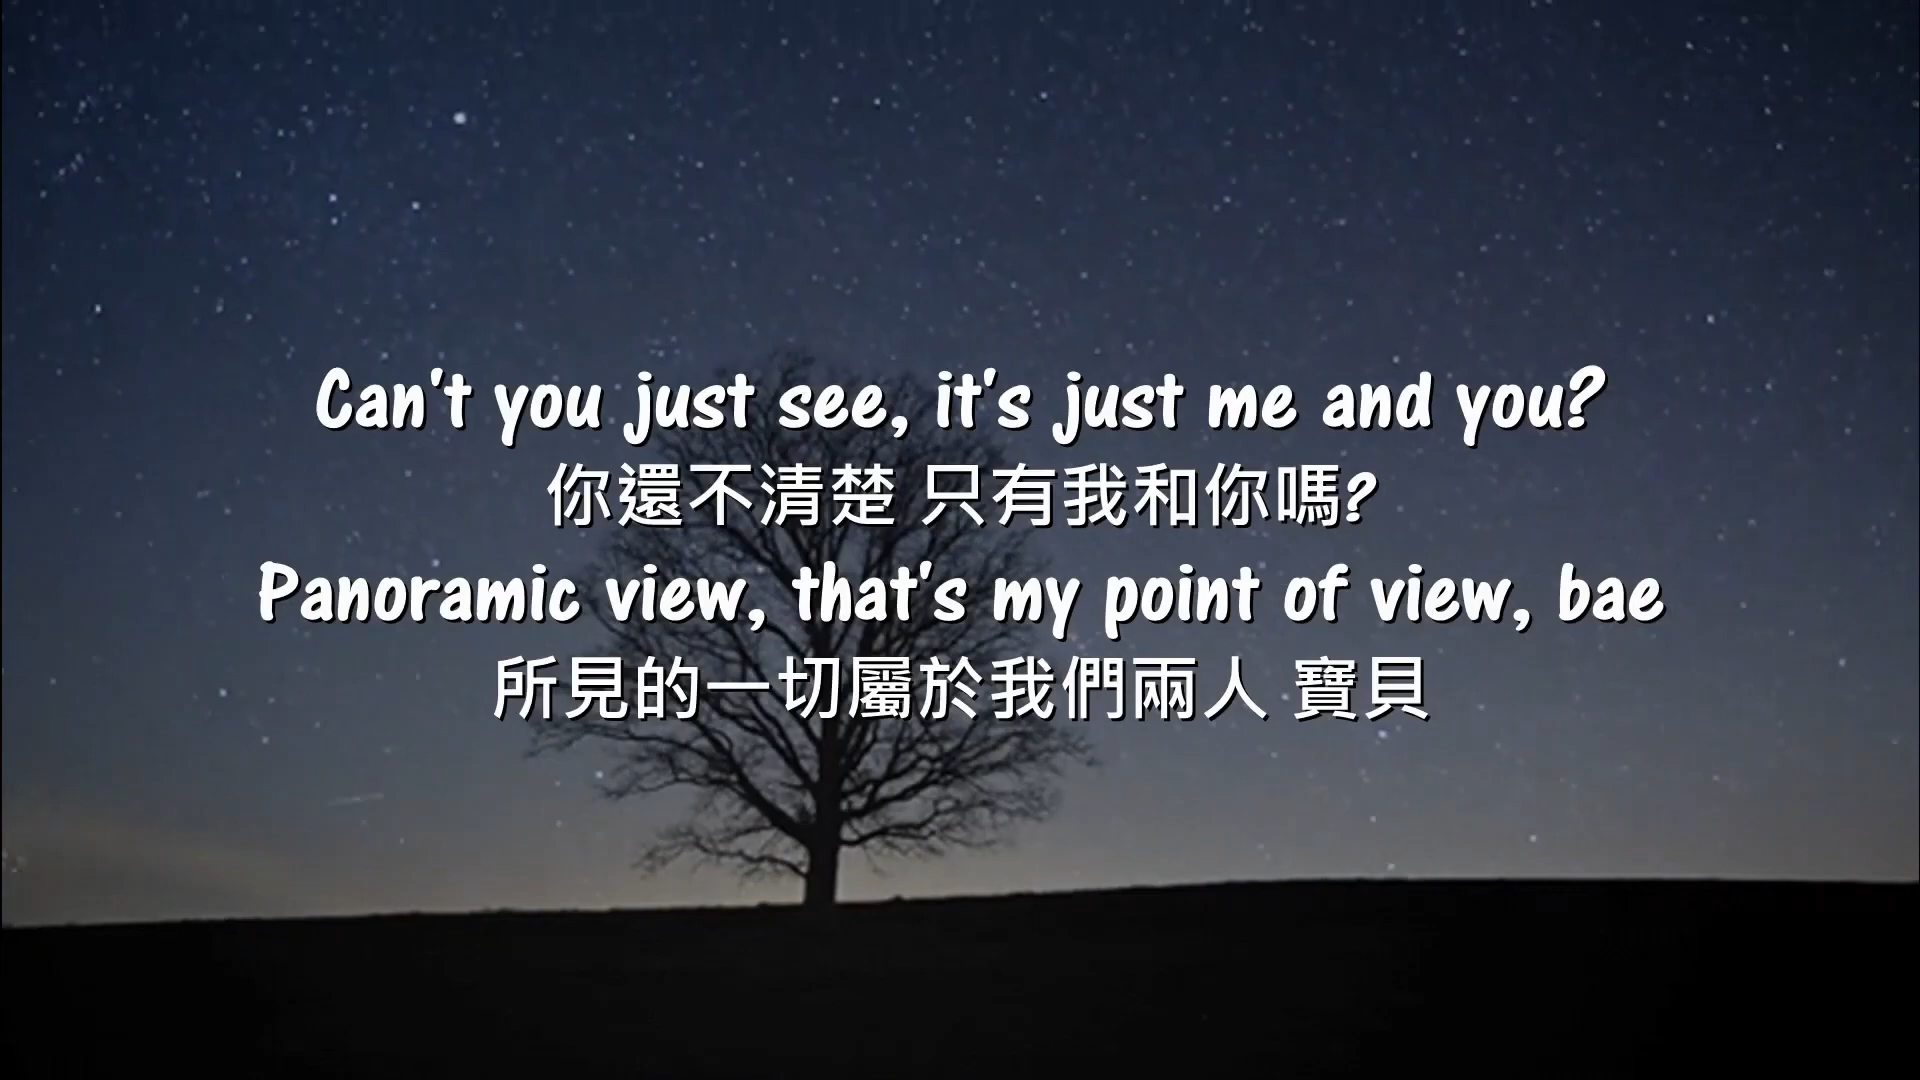 Can't you just see, it's just me and you?
你還不清楚 只有我和你嗎?
Panoramic view, that's my point of view, bae
所見的一切屬於我們兩人 寶貝